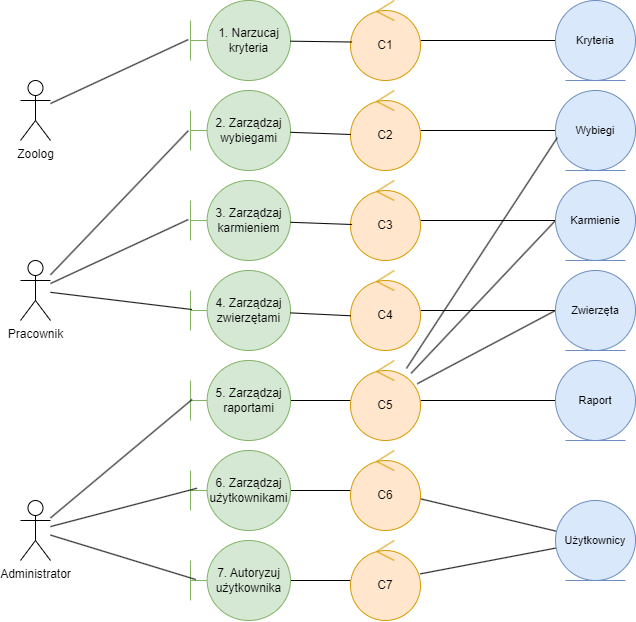 1. Narzucaj
kryteria
C1
Kryteria
Zoolog
2. Zarządzaj
wybiegami
C2
Wybiegi
3. Zarządzaj
karmieniem
C3
Karmienie
Pracownik
4. Zarządzaj
zwierzętami
C4
Zwierzęta
5. Zarządzaj
raportami
C5
Raport
6. Zarządzaj
użytkownikami
C6
Użytkownicy
Administrator
7. Autoryzuj
użytkownika
C7